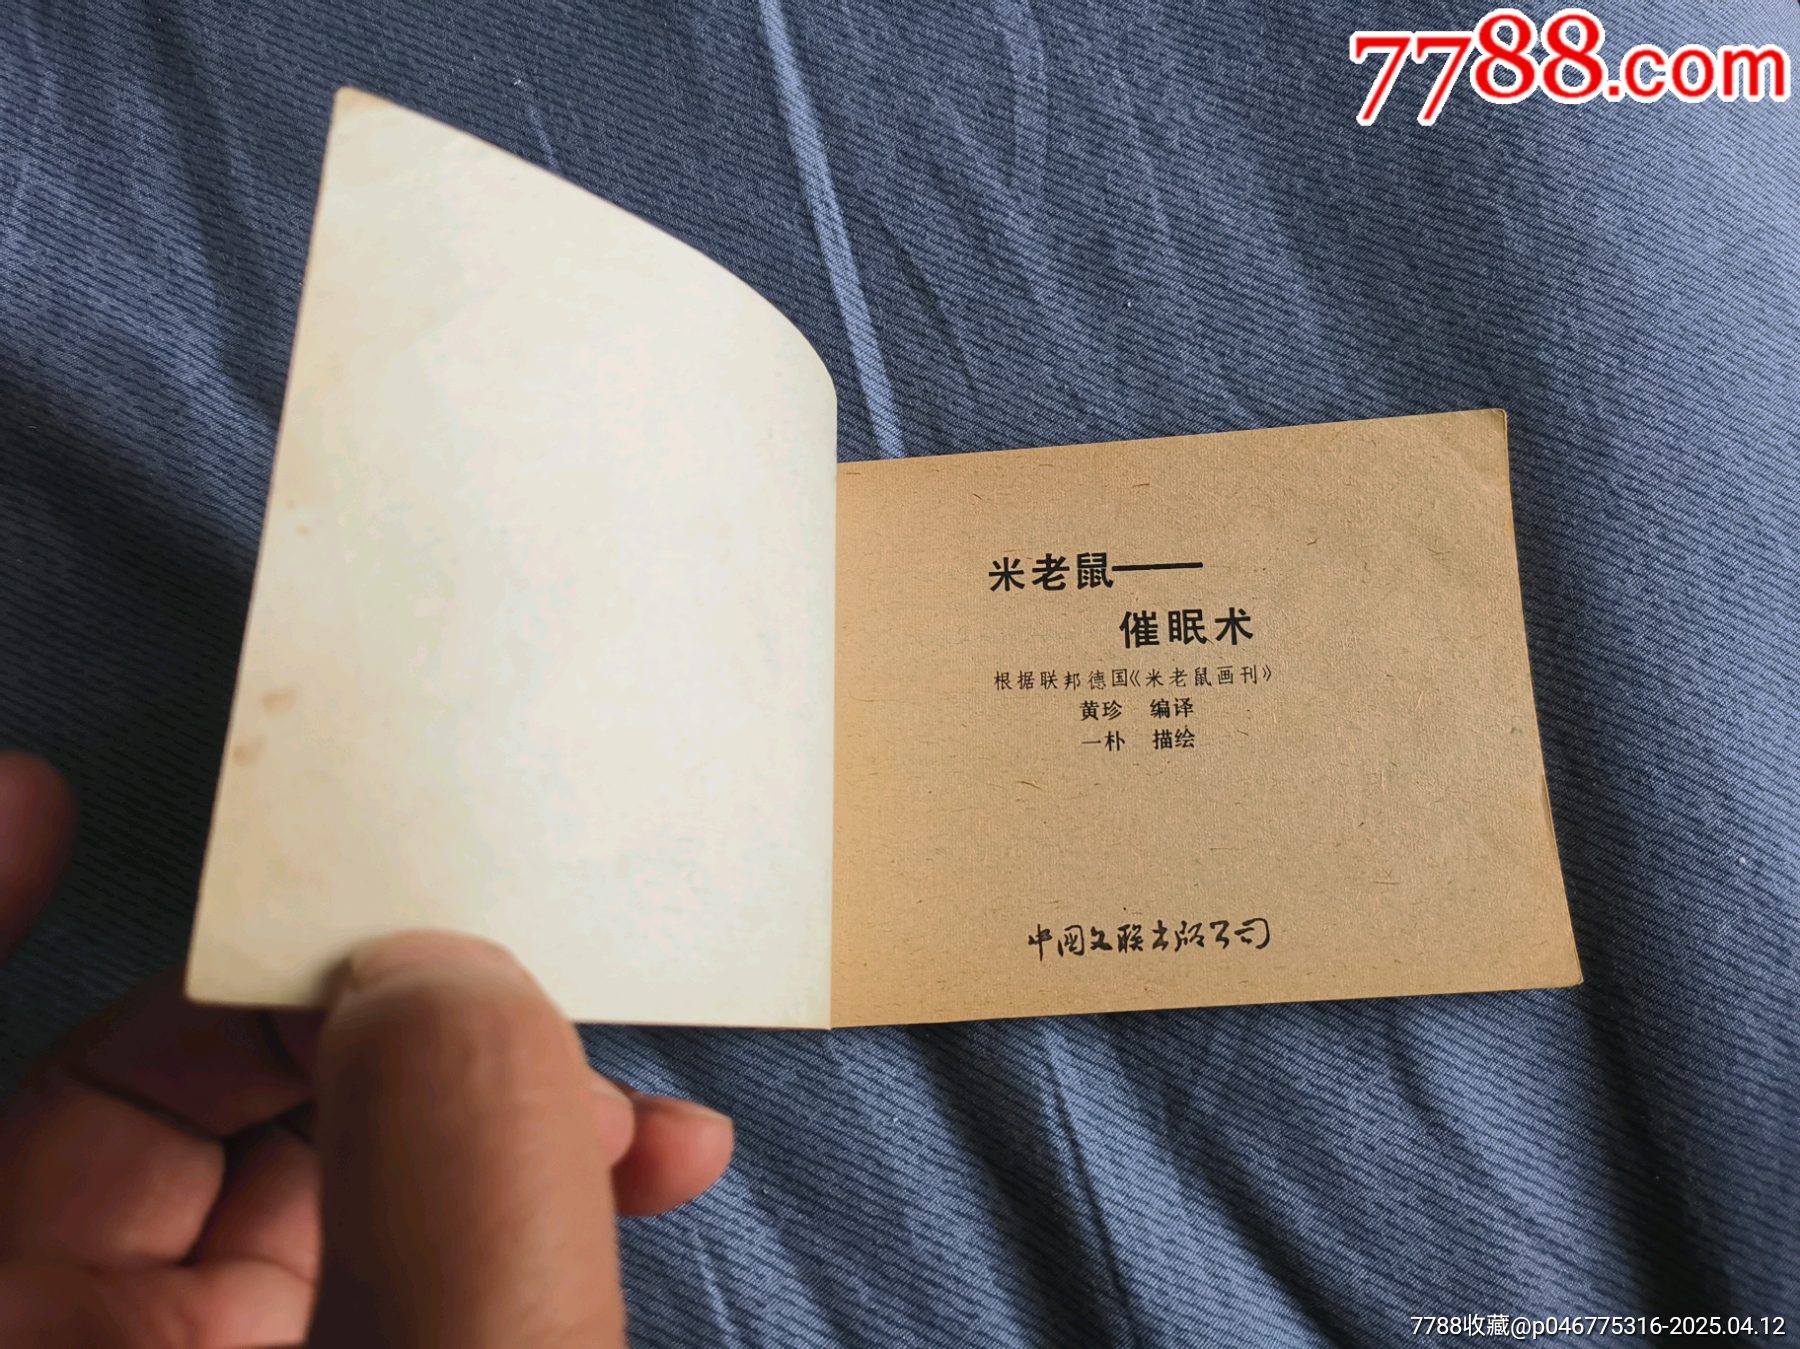 7788.com
米老鼠——
催眠术
根据联邦德国《米老鼠画刊》
黄珍 编译
一朴 描绘
中国文联出版公司
7788收藏@p046775316-2025.04.12